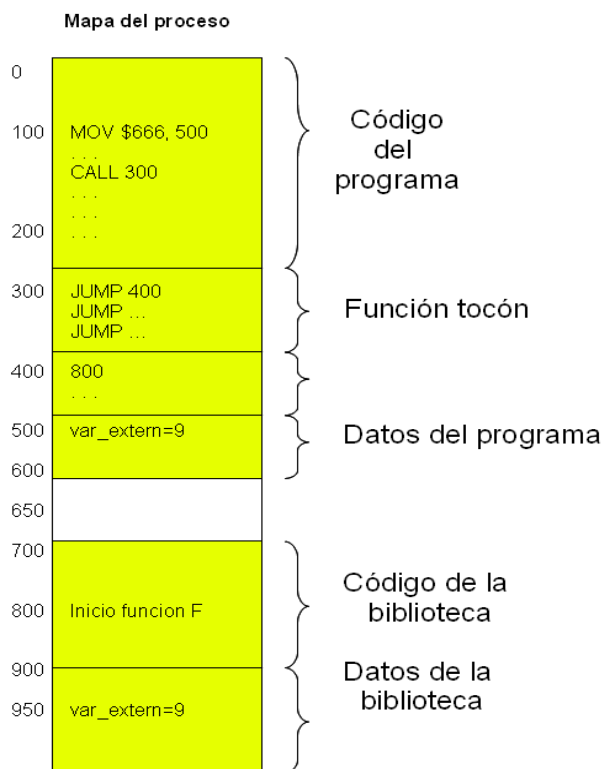 Mapa del proceso
0
100 MOV $666, 500
. . .
CALL 300
. . .
. . .
200 . . .
Código
del
programa
300 JUMP 400
JUMP ...
JUMP ...
Función tocón
400 800
. . .
500 var_extern=9
Datos del programa
600
650
700
Código de la
biblioteca
800 Inicio funcion F
900
Datos de la
biblioteca
950 var_extern=9